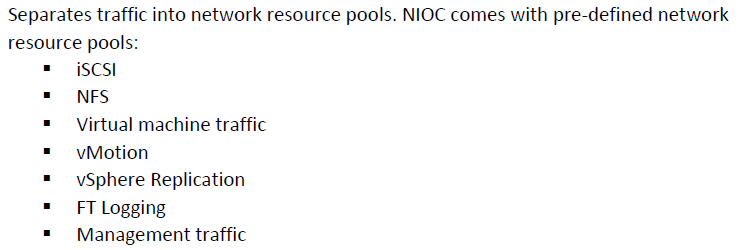 Separates traffic into network resource pools. NIOC comes with pre-defined network
resource pools:
▪ iSCSI
▪ NFS
▪ Virtual machine traffic
▪ vMotion
▪ vSphere Replication
▪ FT Logging
▪ Management traffic